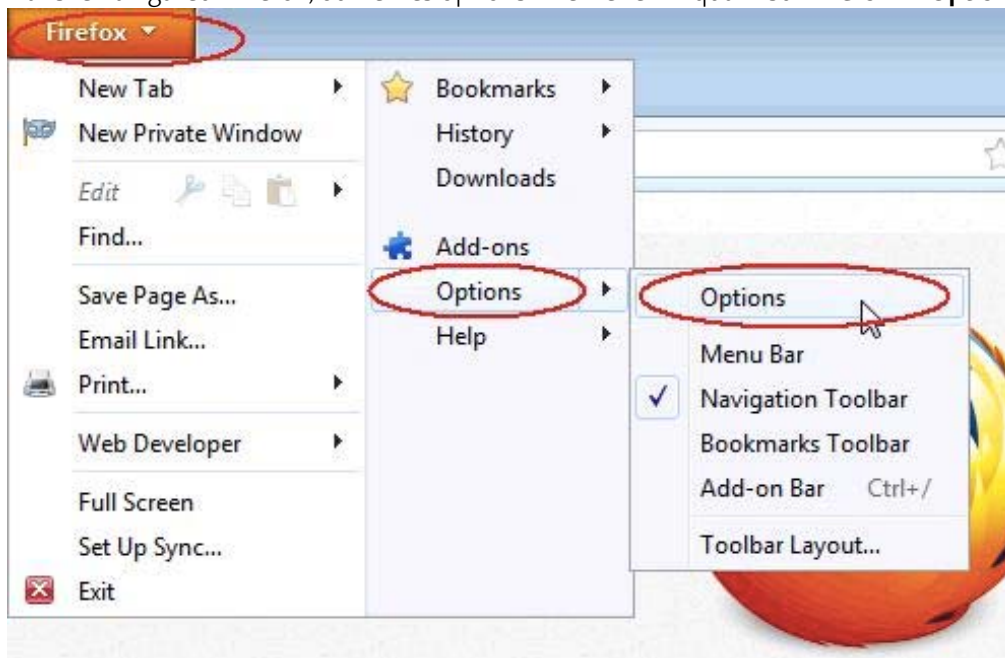 Firefox
New Tab
New Private Window
Edit
Find...
Save Page As...
Email Link...
Print...
Web Developer
Full Screen
Set Up Sync...
Exit
Bookmarks
History
Downloads
Add-ons
Options
Help
Options
Menu Bar
Navigation Toolbar
Bookmarks Toolbar
Add-on Bar Ctrl+/
Toolbar Layout...